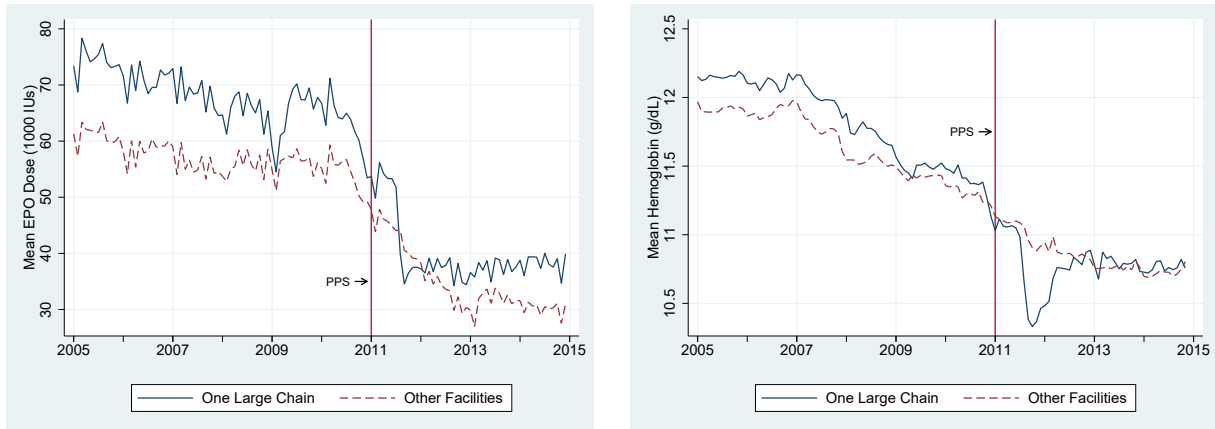 Mean EPO Dose (1000 IUs)
80
70
60
50
40
30
PPS →
2005 2007 2009 2011 2013 2015
One Large Chain Other Facilities
Mean Hemoglobin (g/dL)
12.5
12
11.5
11
10.5
PPS →
2005 2007 2009 2011 2013 2015
One Large Chain Other Facilities